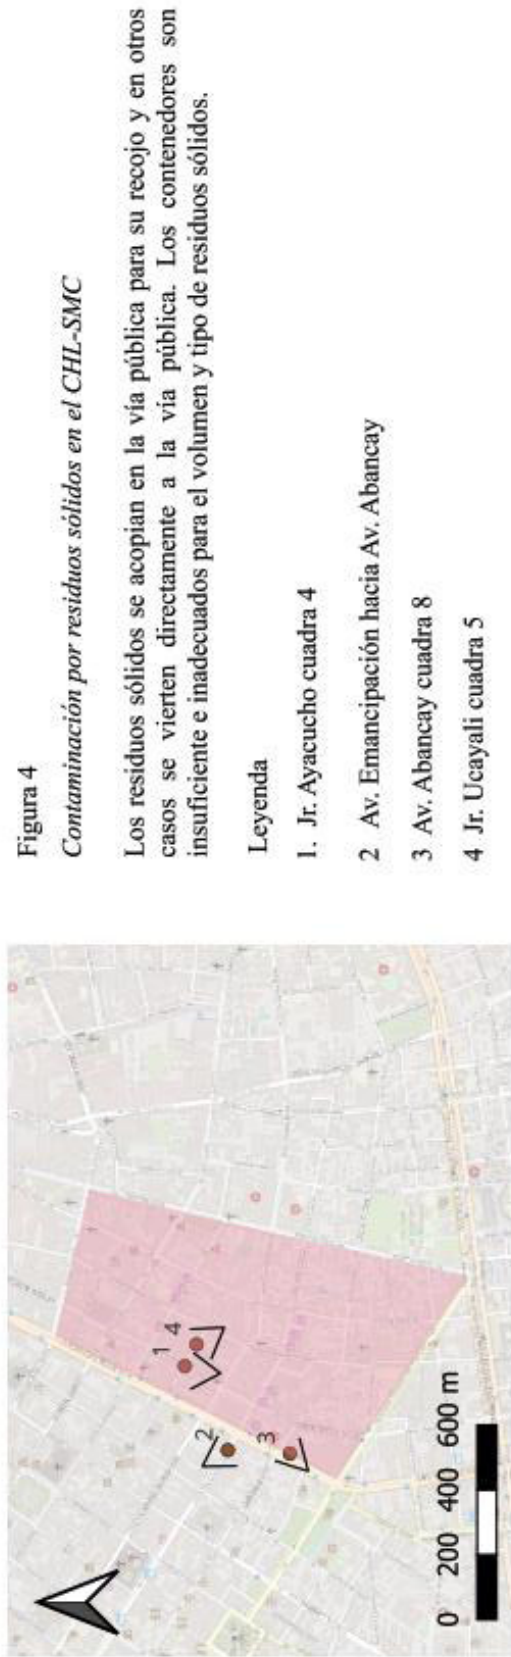 Figura 4
Contaminación por residuos sólidos en el CHL-SMC
Los residuos sólidos se acopian en la vía pública para su recojo y en otros
casos se vierten directamente a la vía pública. Los contenedores son
insuficiente e inadecuados para el volumen y tipo de residuos sólidos.
Leyenda
1. Jr. Ayacucho cuadra 4
2 Av. Emancipación hacia Av. Abancay
3 Av. Abancay cuadra 8
4 Jr. Ucayali cuadra 5
1
4
2
3
0 200 400 600 m